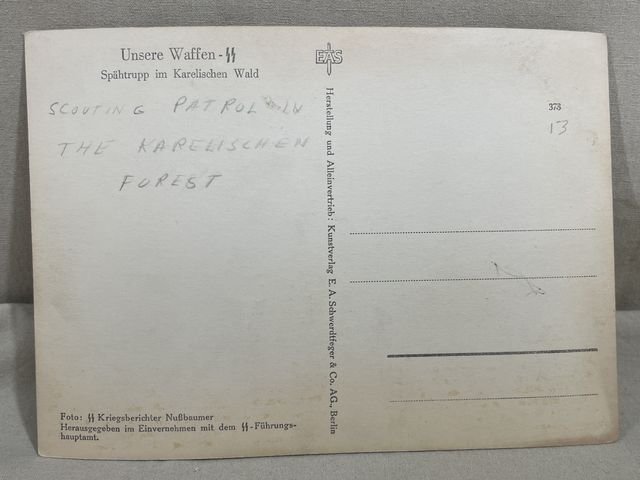 Unsere Waffen-SS
Spähtrupp im Karelischen Wald
SCOUTING PATROL IN
THE KARELISCHEN
FOREST
EAS
Herstellung und Alleinvertrieb: Kunstverlag E. A. Schwerdtfeger & Co. AG., Berlin
373
13
Foto: SS Kriegsberichter Nußbaumer
Herausgegeben im Einvernehmen mit dem SS-Führungs-
hauptamt.